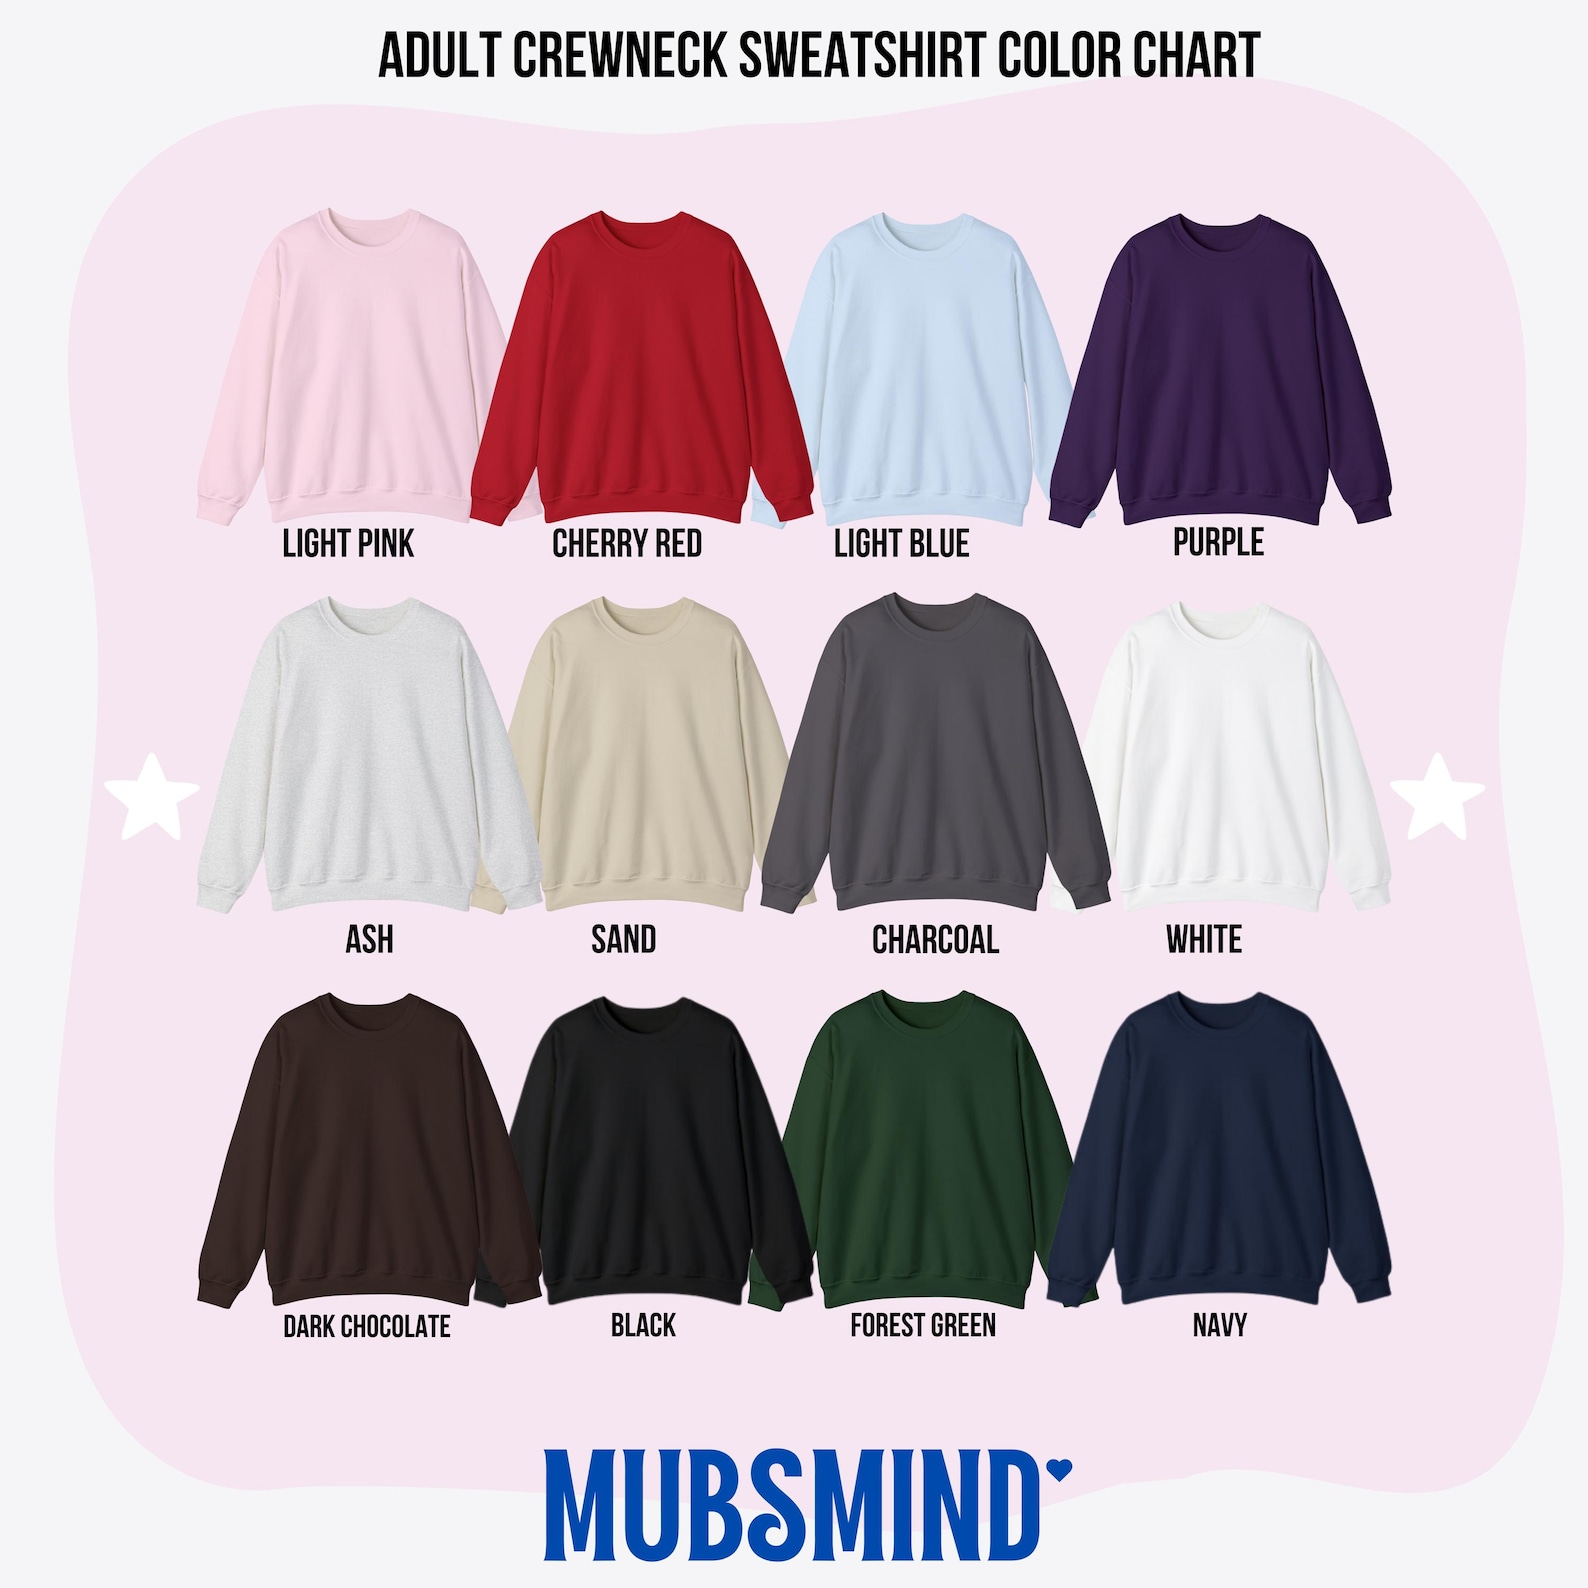 ADULT CREWNECK SWEATSHIRT COLOR CHART
LIGHT PINK
CHERRY RED
LIGHT BLUE
PURPLE
ASH
SAND
CHARCOAL
WHITE
DARK CHOCOLATE
BLACK
FOREST GREEN
NAVY
MUBSMIND